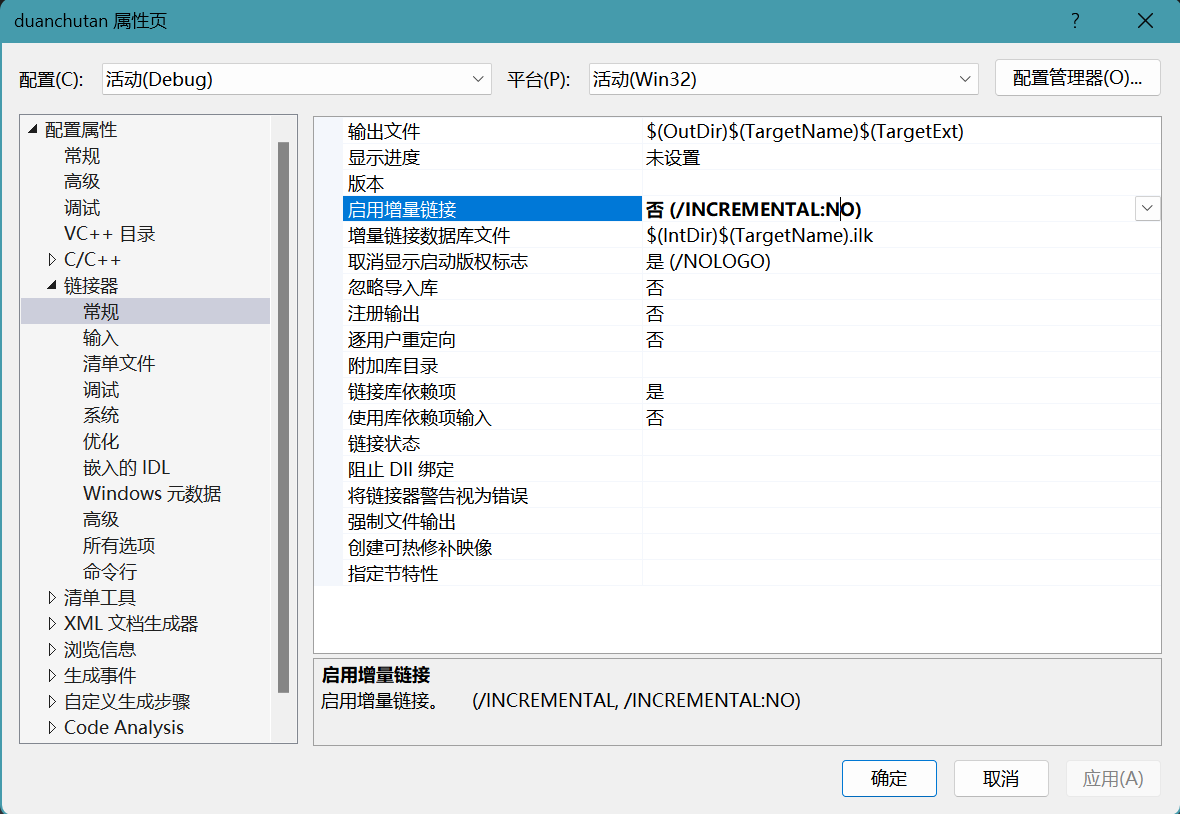 duanchutan 属性页
?
配置(C):
活动(Debug)
平台(P):
活动(Win32)
配置管理器(O)...
配置属性
常规
高级
调试
VC++ 目录
C/C++
链接器
常规
输入
清单文件
调试
系统
优化
嵌入的 IDL
Windows 元数据
高级
所有选项
命令行
清单工具
XML 文档生成器
浏览信息
生成事件
自定义生成步骤
Code Analysis
输出文件 $(OutDir)$(TargetName)$(TargetExt)
显示进度 未设置
版本
启用增量链接 否 (/INCREMENTAL:NO)
增量链接数据库文件 $(IntDir)$(TargetName).ilk
取消显示启动版权标志 是 (/NOLOGO)
忽略导入库 否
注册输出 否
逐用户重定向 否
附加库目录
链接库依赖项 是
使用库依赖项输入 否
链接状态
阻止 Dll 绑定
将链接器警告视为错误
强制文件输出
创建可热修补映像
指定节特性
启用增量链接
启用增量链接。 (/INCREMENTAL, /INCREMENTAL:NO)
确定
取消
应用(A)